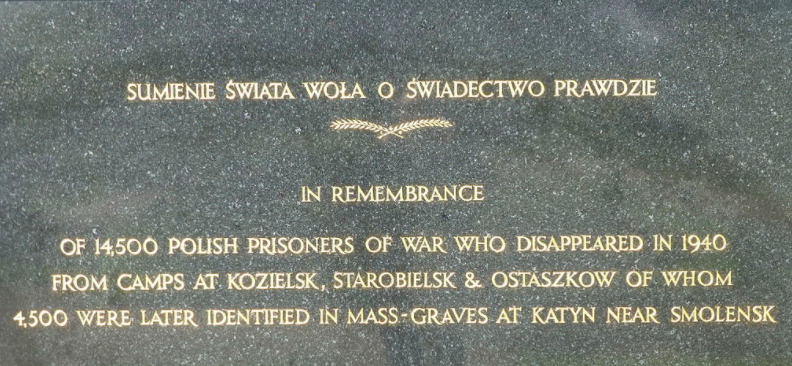 SUMIENIE ŚWIATA WOŁA O ŚWIADECTWO PRAWDZIE
IN REMEMBRANCE
OF 14,500 POLISH PRISONERS OF WAR WHO DISAPPEARED IN 1940
FROM CAMPS AT KOZIELSK, STAROBIELSK & OSTASZKOW OF WHOM
4,500 WERE LATER IDENTIFIED IN MASS-GRAVES AT KATYN NEAR SMOLENSK